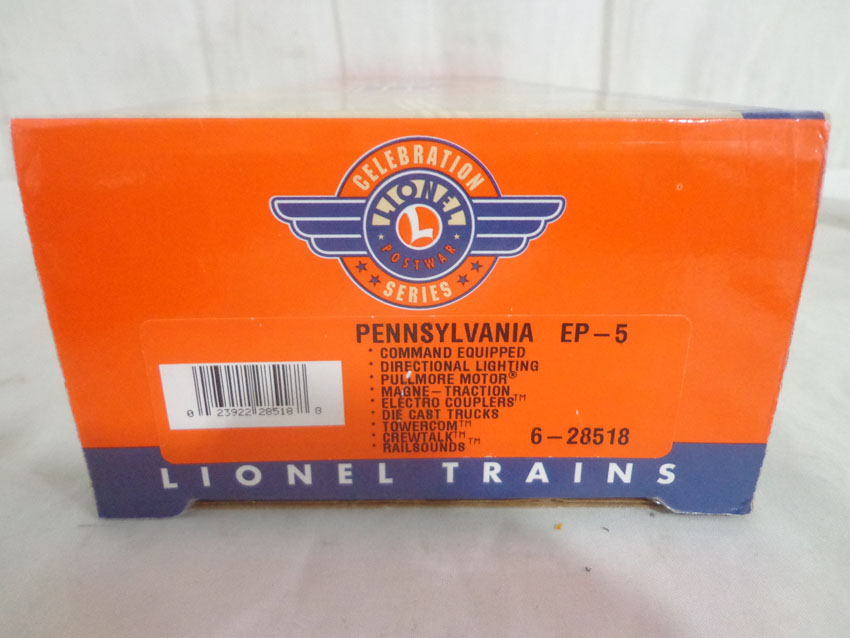 CELEBRATION
LIONEL
L
POSTWAR
SERIES
PENNSYLVANIA EP-5
• COMMAND EQUIPPED
• DIRECTIONAL LIGHTING
• PULLMORE MOTOR®
• MAGNE-TRACTION
• ELECTRO COUPLERS™
• DIE CAST TRUCKS
• TOWERCOM™
• CREWTALK™
• RAILSOUNDS™
6-28518
0 23922 28518 8
LIONEL TRAINS